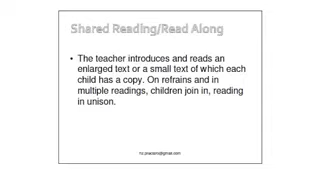 Shared Reading/Read Along
• The teacher introduces and reads an
enlarged text or a small text of which each
child has a copy. On refrains and in
multiple readings, children join in, reading
in unison.